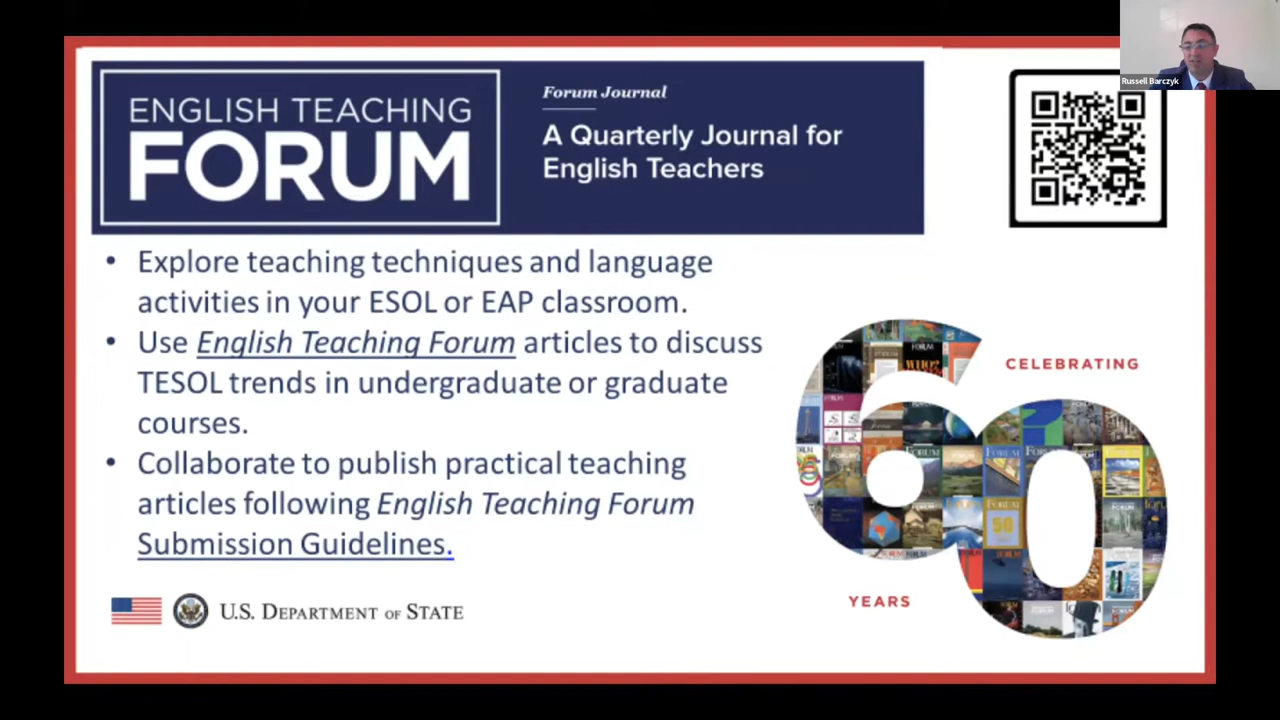 Russell Barczyk
ENGLISH TEACHING
FORUM
Forum Journal
A Quarterly Journal for
English Teachers
• Explore teaching techniques and language
activities in your ESOL or EAP classroom.
• Use English Teaching Forum articles to discuss
TESOL trends in undergraduate or graduate
courses.
• Collaborate to publish practical teaching
articles following English Teaching Forum
Submission Guidelines.
CELEBRATING
60
YEARS
U.S. DEPARTMENT OF STATE